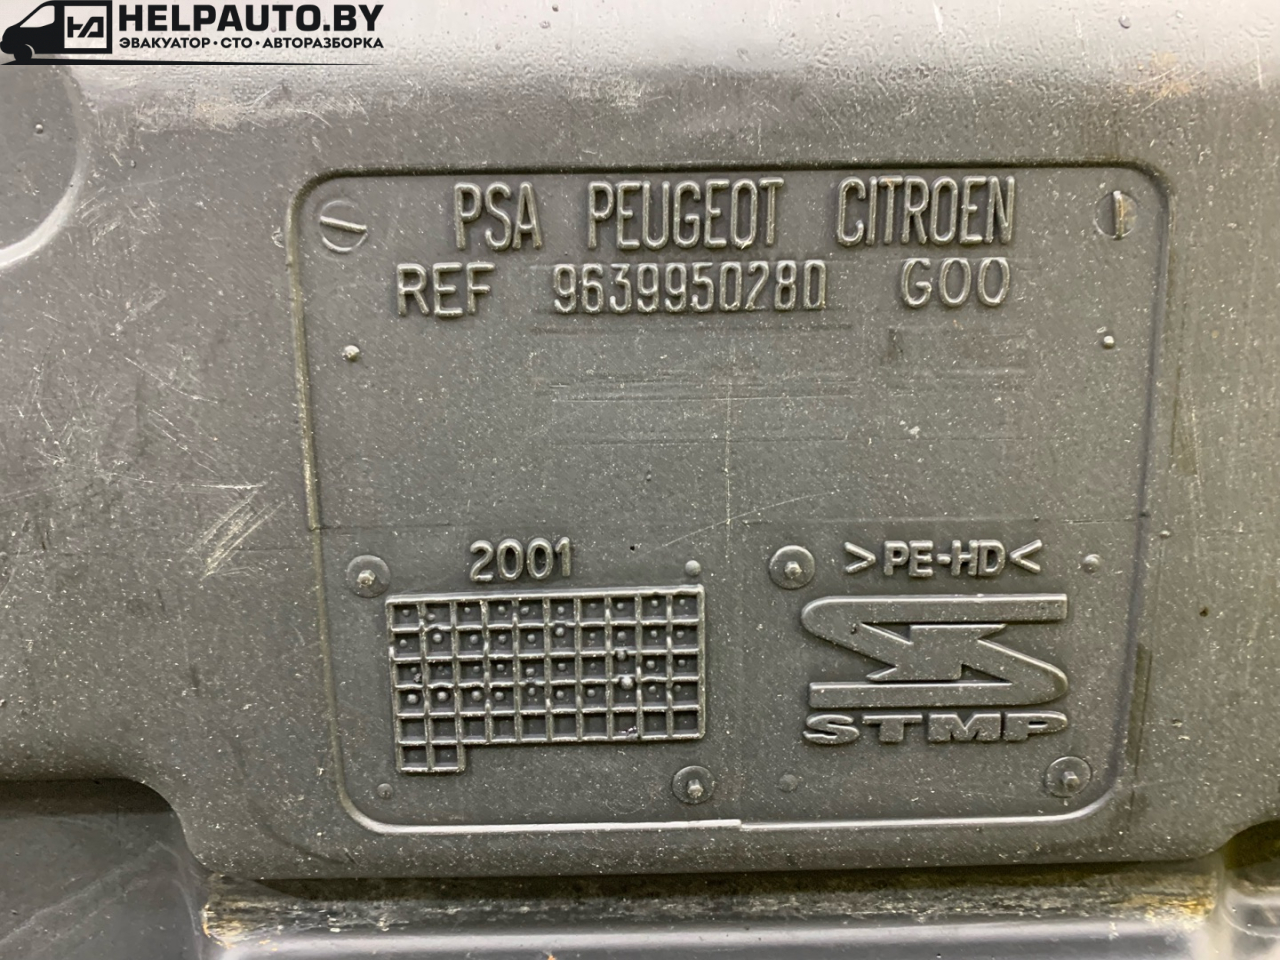 HELPAUTO.BY
ЭВАКУАТОР · СТО · АВТОРАЗБОРКА
PSA PEUGEOT CITROEN
REF 9639950280 G00
2001
>PE-HD<
STMP